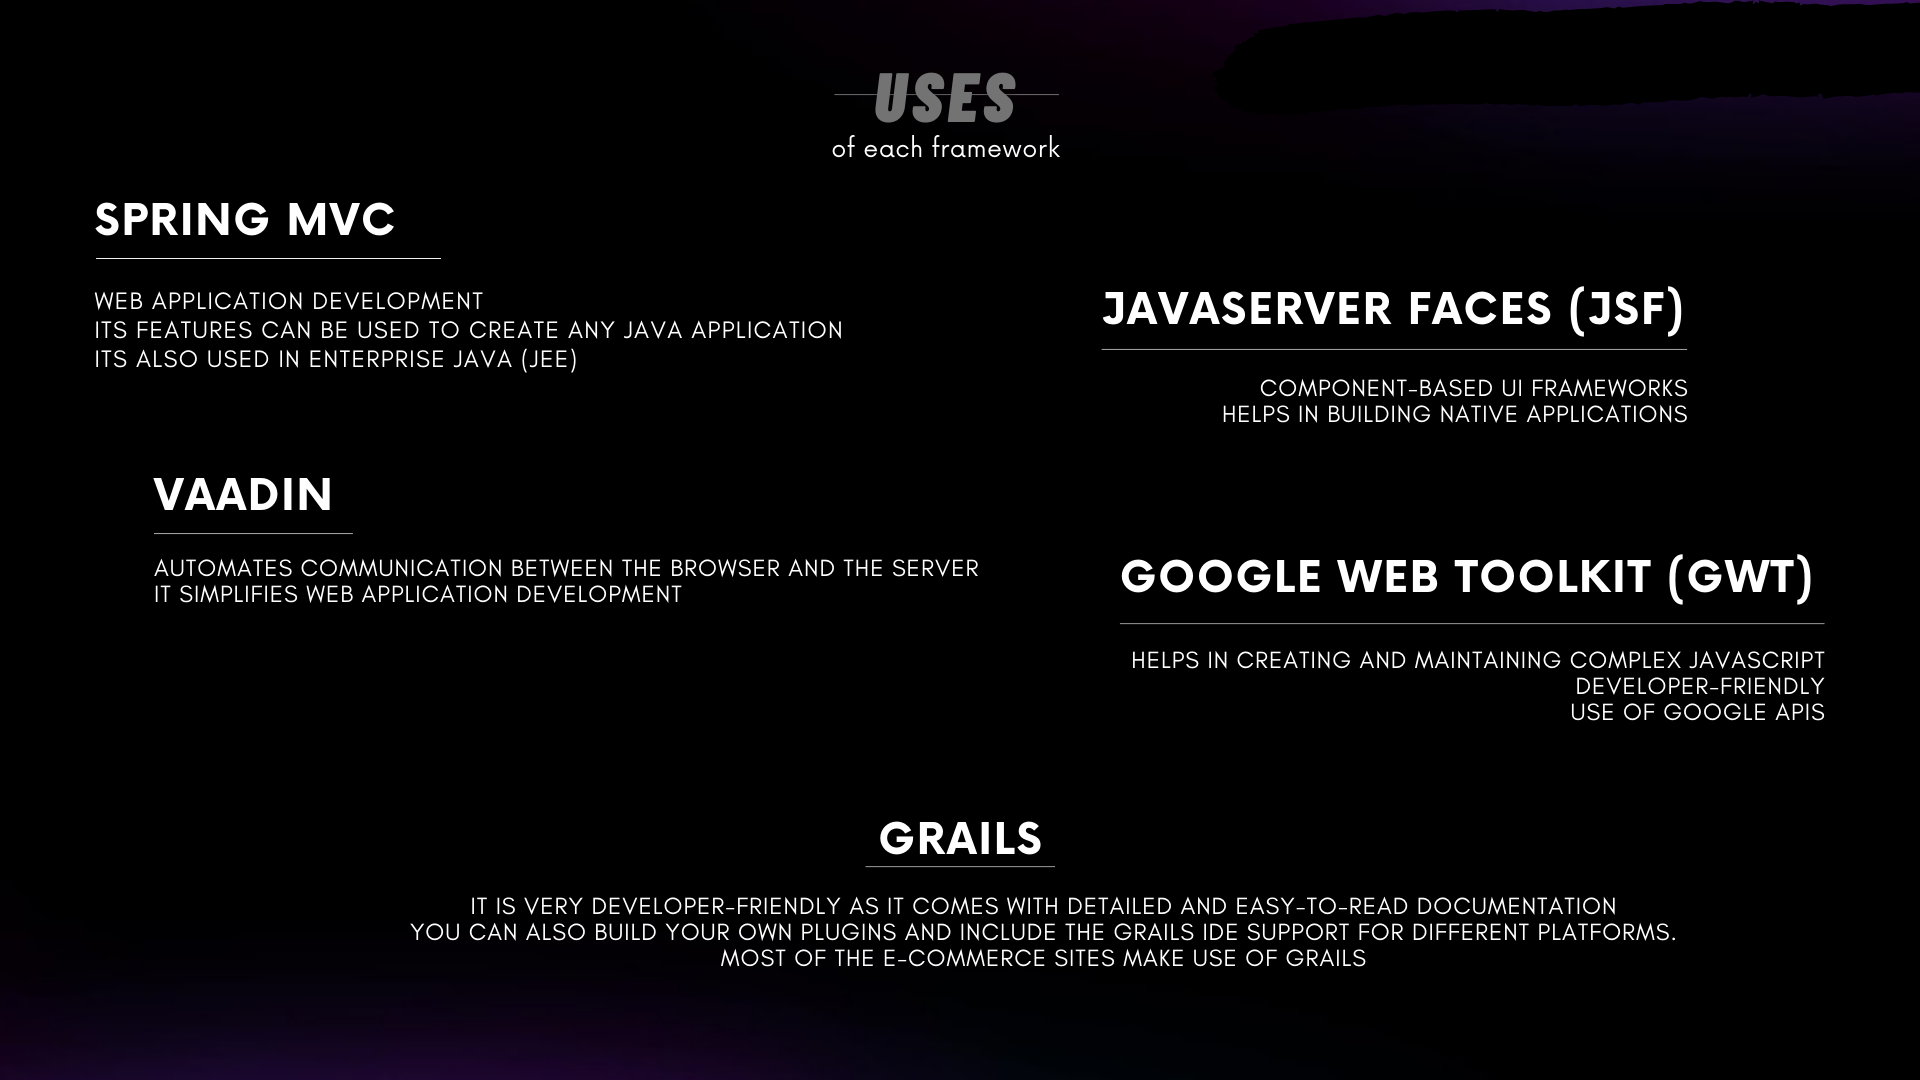 USES
of each framework
SPRING MVC
WEB APPLICATION DEVELOPMENT
ITS FEATURES CAN BE USED TO CREATE ANY JAVA APPLICATION
ITS ALSO USED IN ENTERPRISE JAVA (JEE)
JAVASERVER FACES (JSF)
COMPONENT-BASED UI FRAMEWORKS
HELPS IN BUILDING NATIVE APPLICATIONS
VAADIN
AUTOMATES COMMUNICATION BETWEEN THE BROWSER AND THE SERVER
IT SIMPLIFIES WEB APPLICATION DEVELOPMENT
GOOGLE WEB TOOLKIT (GWT)
HELPS IN CREATING AND MAINTAINING COMPLEX JAVASCRIPT
DEVELOPER-FRIENDLY
USE OF GOOGLE APIS
GRAILS
IT IS VERY DEVELOPER-FRIENDLY AS IT COMES WITH DETAILED AND EASY-TO-READ DOCUMENTATION
YOU CAN ALSO BUILD YOUR OWN PLUGINS AND INCLUDE THE GRAILS IDE SUPPORT FOR DIFFERENT PLATFORMS.
MOST OF THE E-COMMERCE SITES MAKE USE OF GRAILS